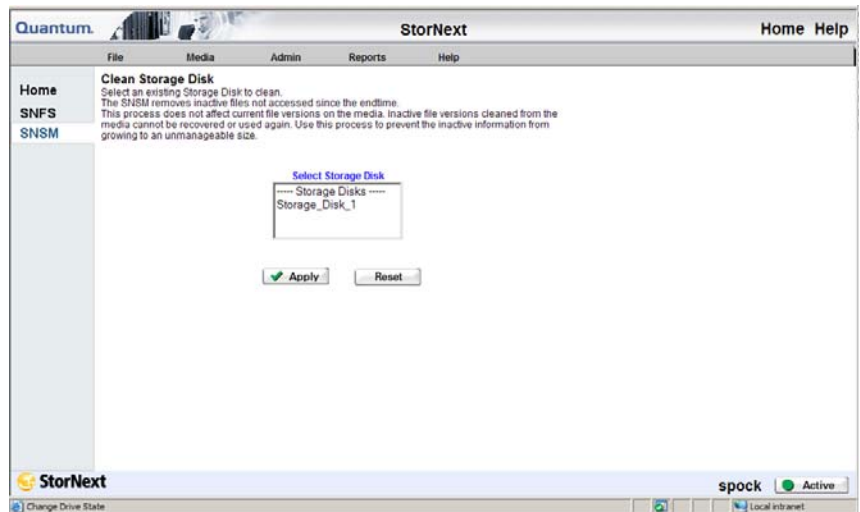 Quantum.
StorNext
Home Help
File Media Admin Reports Help
Home
SNFS
SNSM
Clean Storage Disk
Select an existing Storage Disk to clean.
The SNSM removes inactive files not accessed since the endtime.
This process does not affect current file versions on the media. Inactive file versions cleaned from the
media cannot be recovered or used again. Use this process to prevent the inactive information from
growing to an unmanageable size.
Select Storage Disk
----- Storage Disks -----
Storage_Disk_1
Apply Reset
StorNext
spock Active
Change Drive State
Local intranet